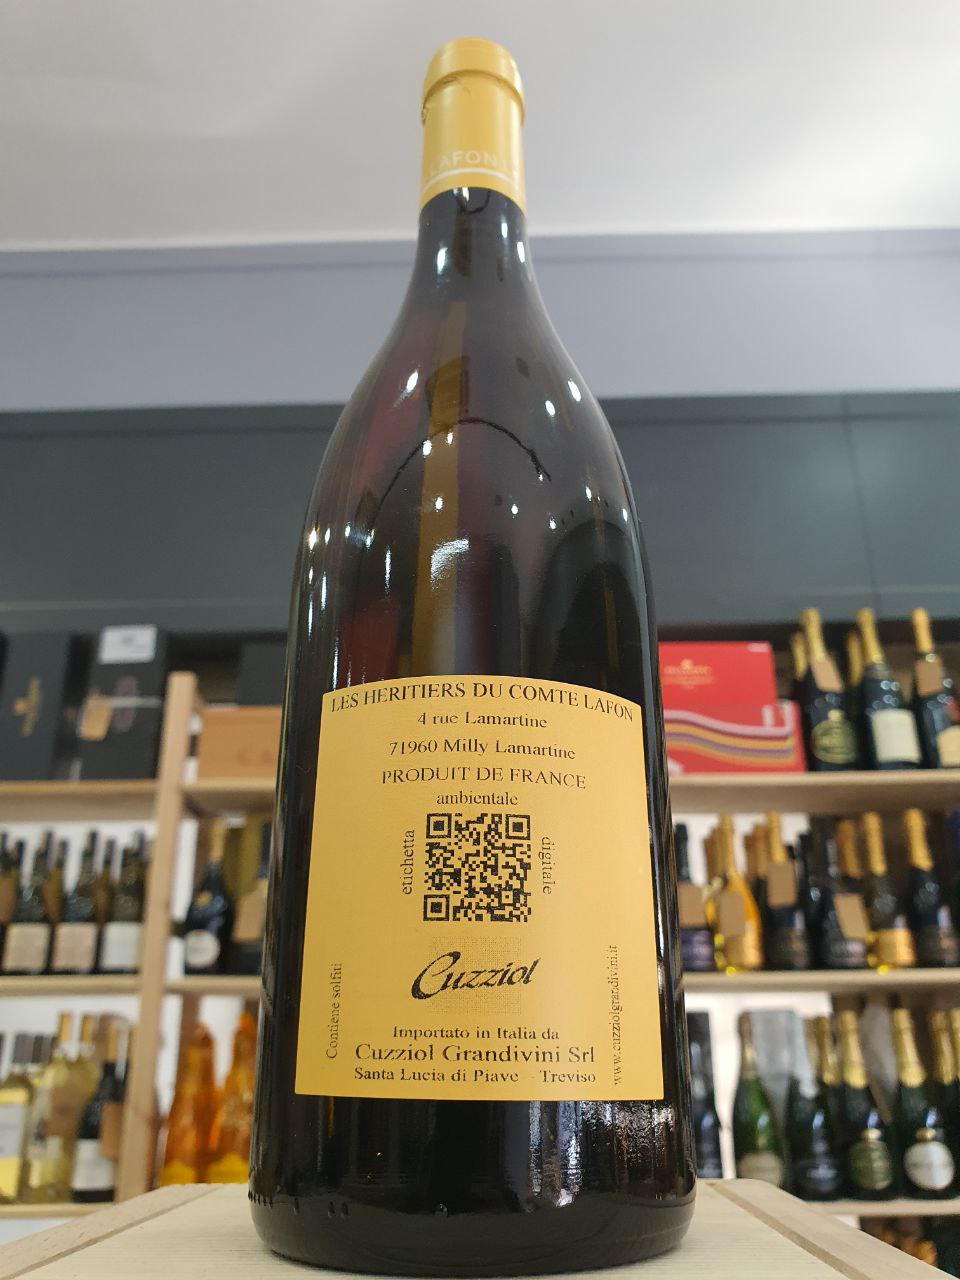 LAFON
LES HERITIERS DU COMTE LAFON
4 rue Lamartine
71960 Milly Lamartine
PRODUIT DE FRANCE
ambientale
etichetta
digitale
Cuzziol
Contiene solfiti
www.cuzziolgrandivini.it
Importato in Italia da
Cuzziol Grandivini Srl
Santa Lucia di Piave - Treviso